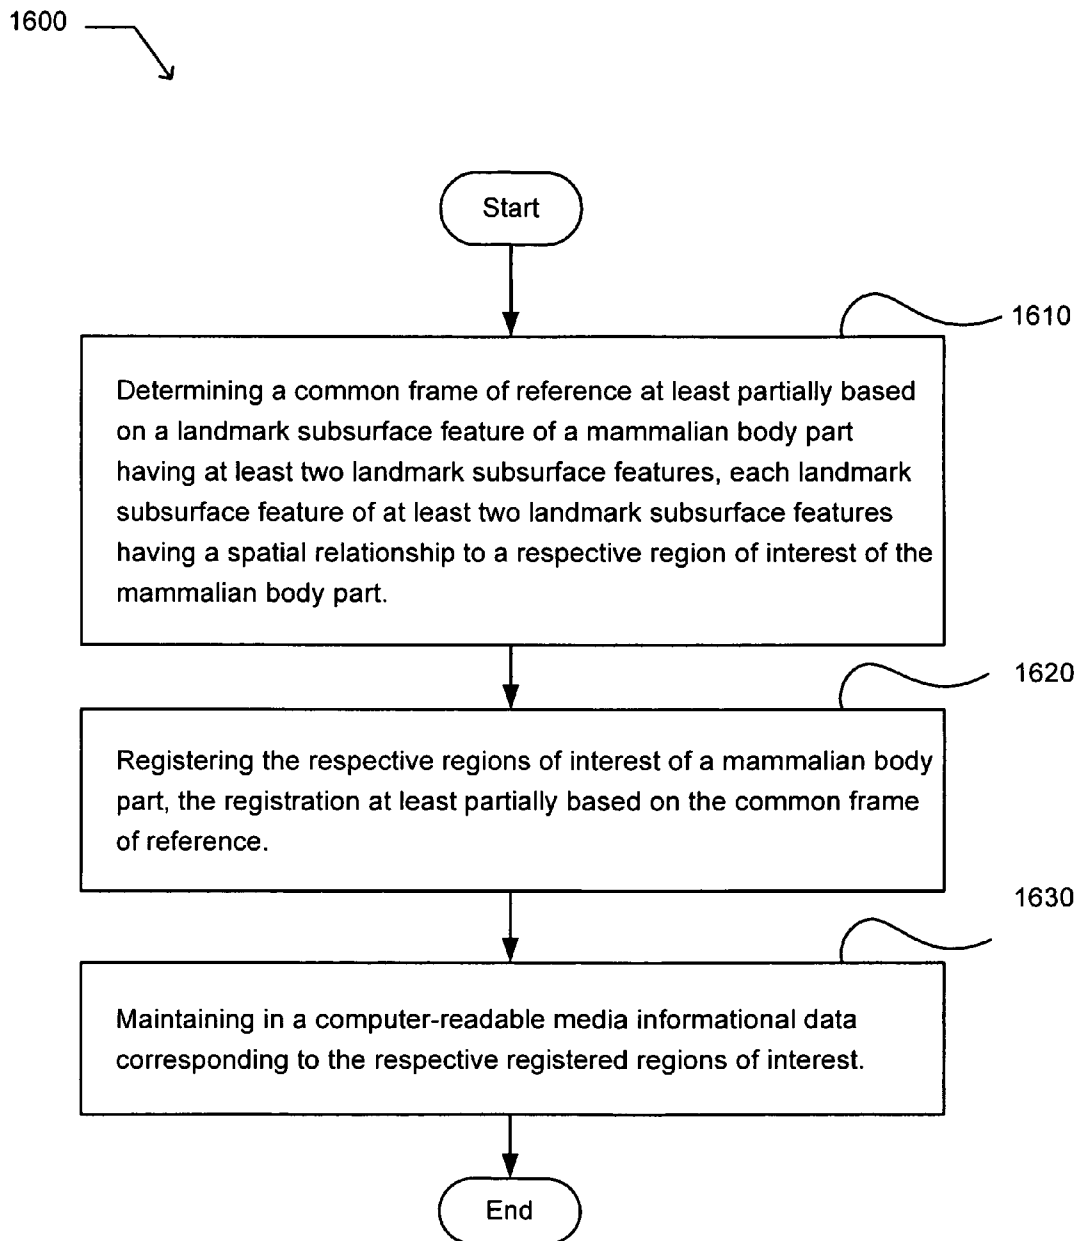 1600
Start
1610
Determining a common frame of reference at least partially based
on a landmark subsurface feature of a mammalian body part
having at least two landmark subsurface features, each landmark
subsurface feature of at least two landmark subsurface features
having a spatial relationship to a respective region of interest of the
mammalian body part.
1620
Registering the respective regions of interest of a mammalian body
part, the registration at least partially based on the common frame
of reference.
1630
Maintaining in a computer-readable media informational data
corresponding to the respective registered regions of interest.
End